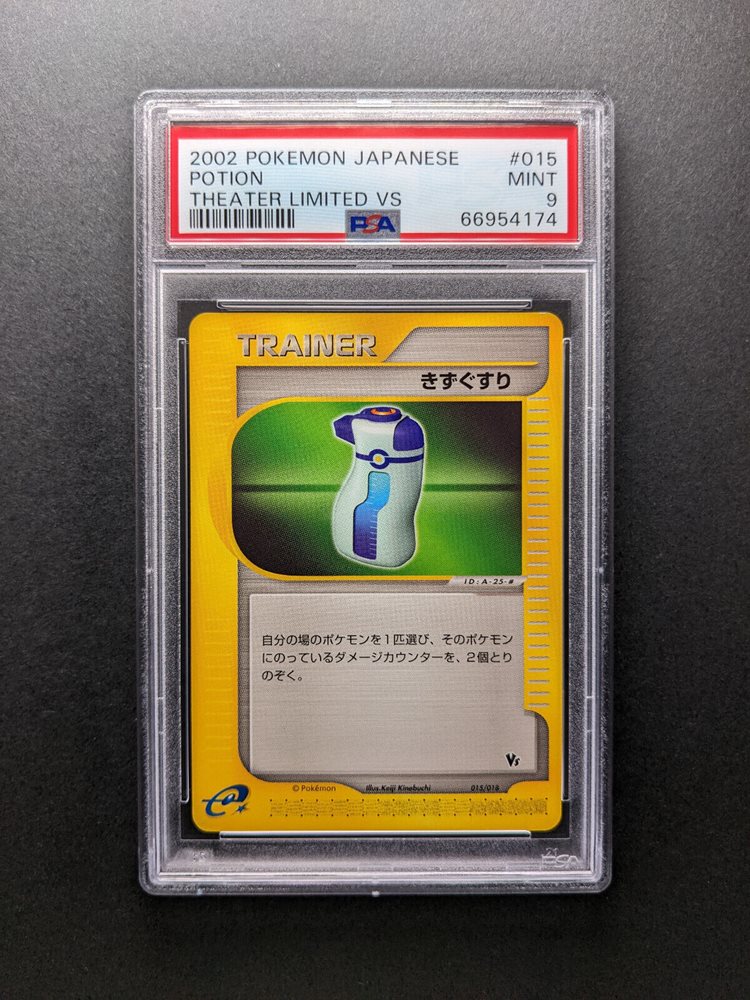 2002 POKEMON JAPANESE #015
POTION MINT
THEATER LIMITED VS 9
PSA 66954174
TRAINER
きずぐすり
ID:A-25-#
自分の場のポケモンを1匹選び、そのポケモン
にのっているダメージカウンターを、2個とり
のぞく。
Vs
© Pokémon Illus.Keiji Kinebuchi 015/018
e
PSA